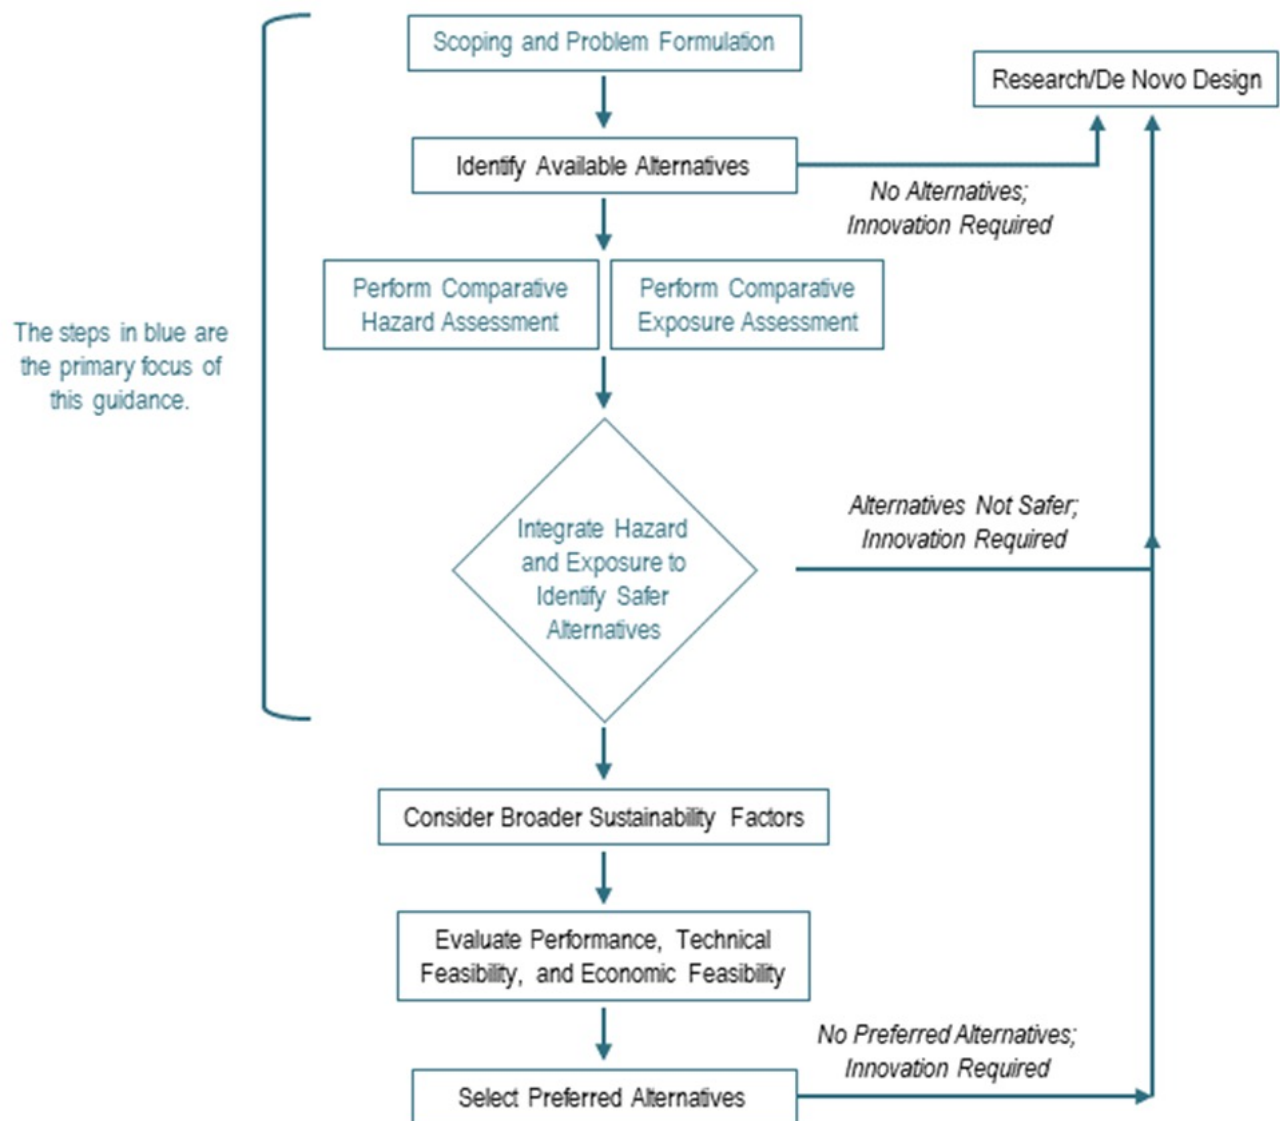 Scoping and Problem Formulation
Research/De Novo Design
Identify Available Alternatives
No Alternatives;
Innovation Required
Perform Comparative
Hazard Assessment
Perform Comparative
Exposure Assessment
The steps in blue are
the primary focus of
this guidance.
Integrate Hazard
and Exposure to
Identify Safer
Alternatives
Alternatives Not Safer;
Innovation Required
Consider Broader Sustainability Factors
Evaluate Performance, Technical
Feasibility, and Economic Feasibility
No Preferred Alternatives;
Innovation Required
Select Preferred Alternatives